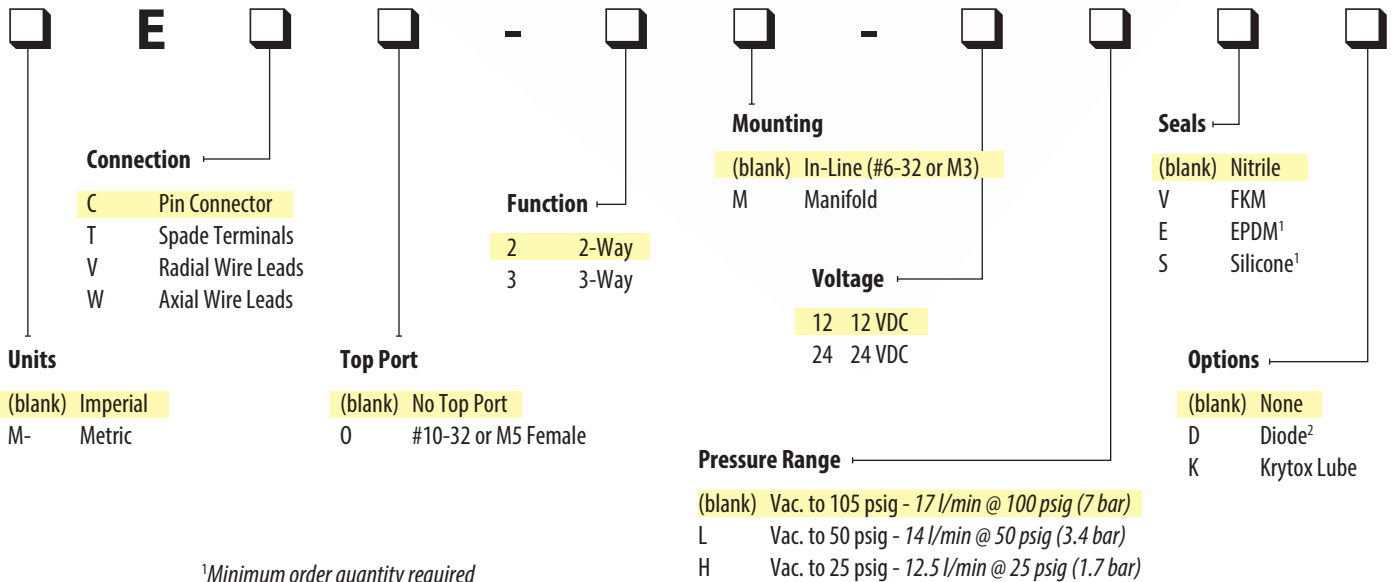 E - -
Connection
C Pin Connector
T Spade Terminals
V Radial Wire Leads
W Axial Wire Leads
Units
(blank) Imperial
M- Metric
Top Port
(blank) No Top Port
O #10-32 or M5 Female
Function
2 2-Way
3 3-Way
Mounting
(blank) In-Line (#6-32 or M3)
M Manifold
Voltage
12 12 VDC
24 24 VDC
Pressure Range
(blank) Vac. to 105 psig - 17 l/min @ 100 psig (7 bar)
L Vac. to 50 psig - 14 l/min @ 50 psig (3.4 bar)
H Vac. to 25 psig - 12.5 l/min @ 25 psig (1.7 bar)
Seals
(blank) Nitrile
V FKM
E EPDM¹
S Silicone¹
Options
(blank) None
D Diode²
K Krytox Lube
¹Minimum order quantity required